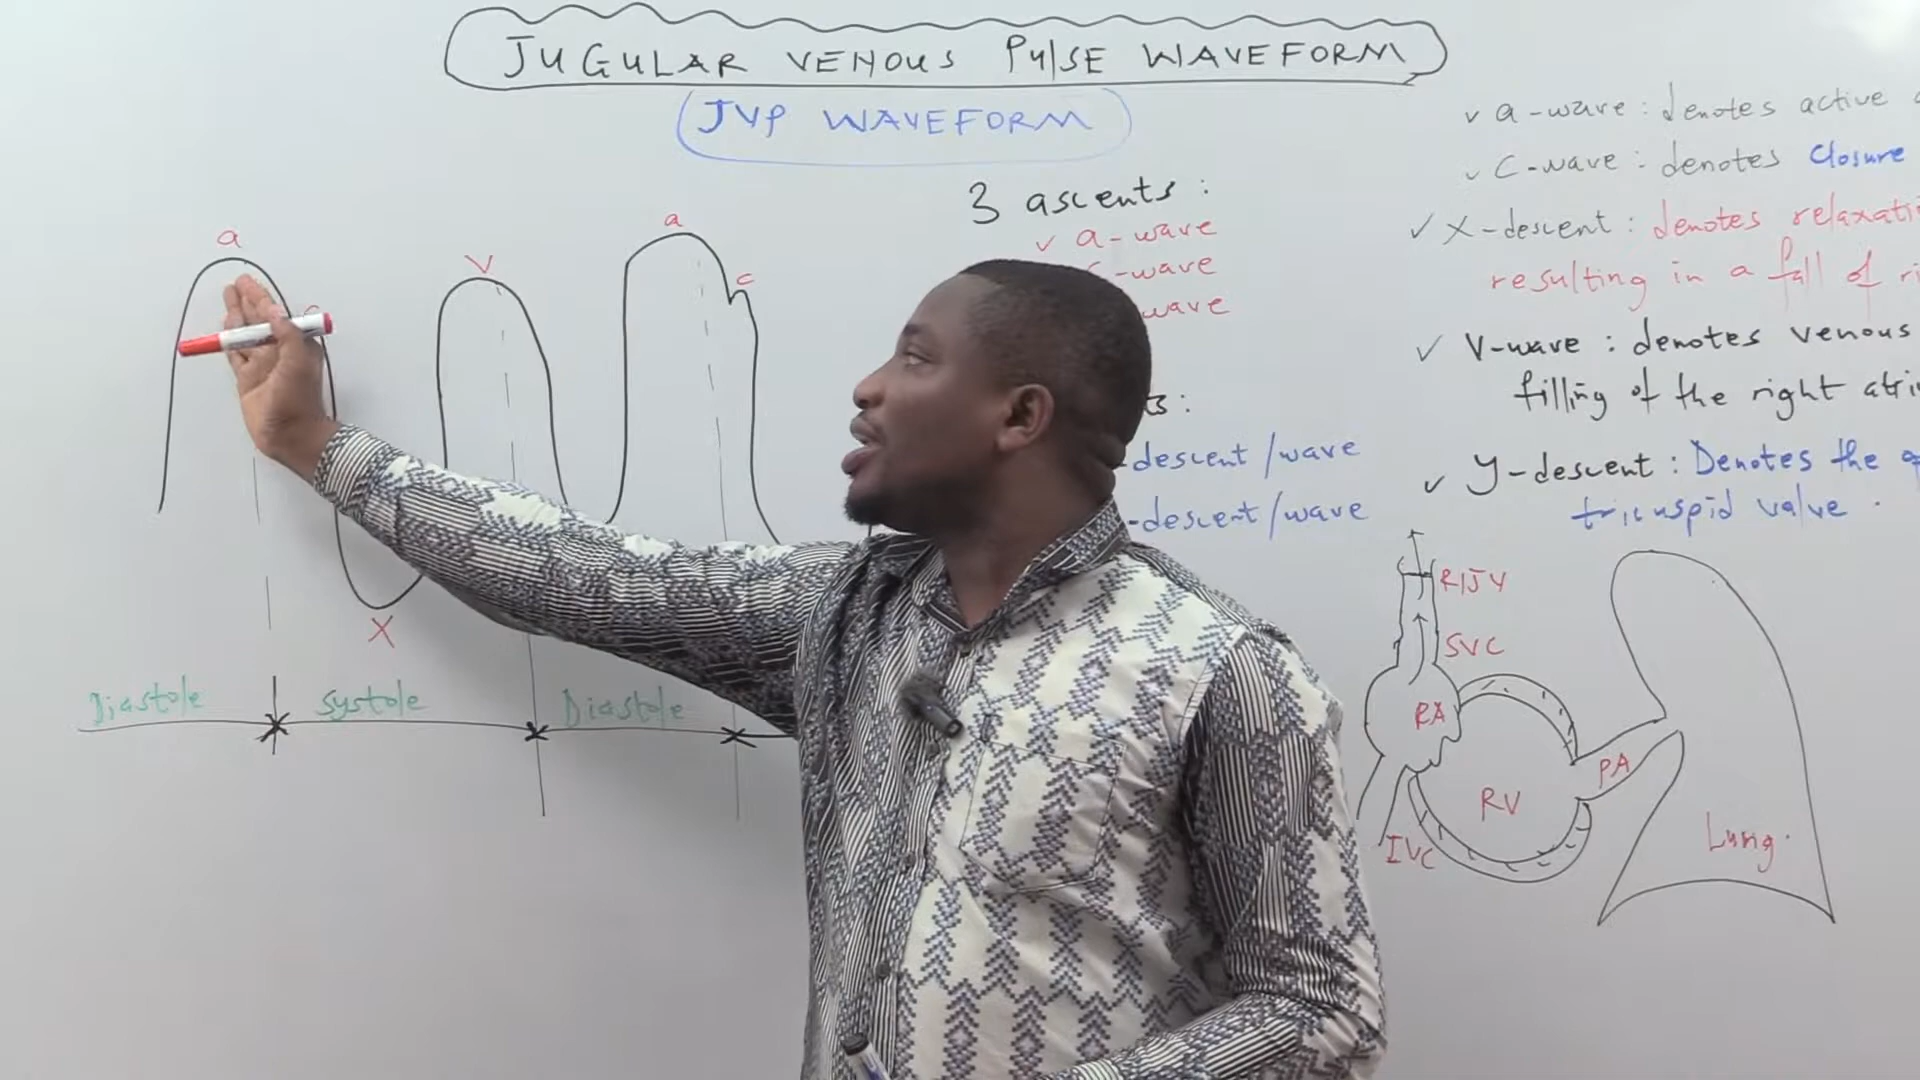 JUGULAR VENOUS PulSE WAVEFORM
JVP WAVEFORM
a
c
X
V
a
c
Diastole
systole
Diastole
3 ascents :
✓ a-wave
-wave
wave
ts :
-descent/wave
-descent/wave
✓ a-wave : denotes active
✓ C-wave : denotes Closure
✓ X-descent : denotes relaxati
resulting in a fall of ri
✓ V-wave : denotes venous
filling of the right atri
✓ Y-descent : Denotes the
tricuspid valve .
RIJV
SVC
RA
RV
PA
IVC
Lung.